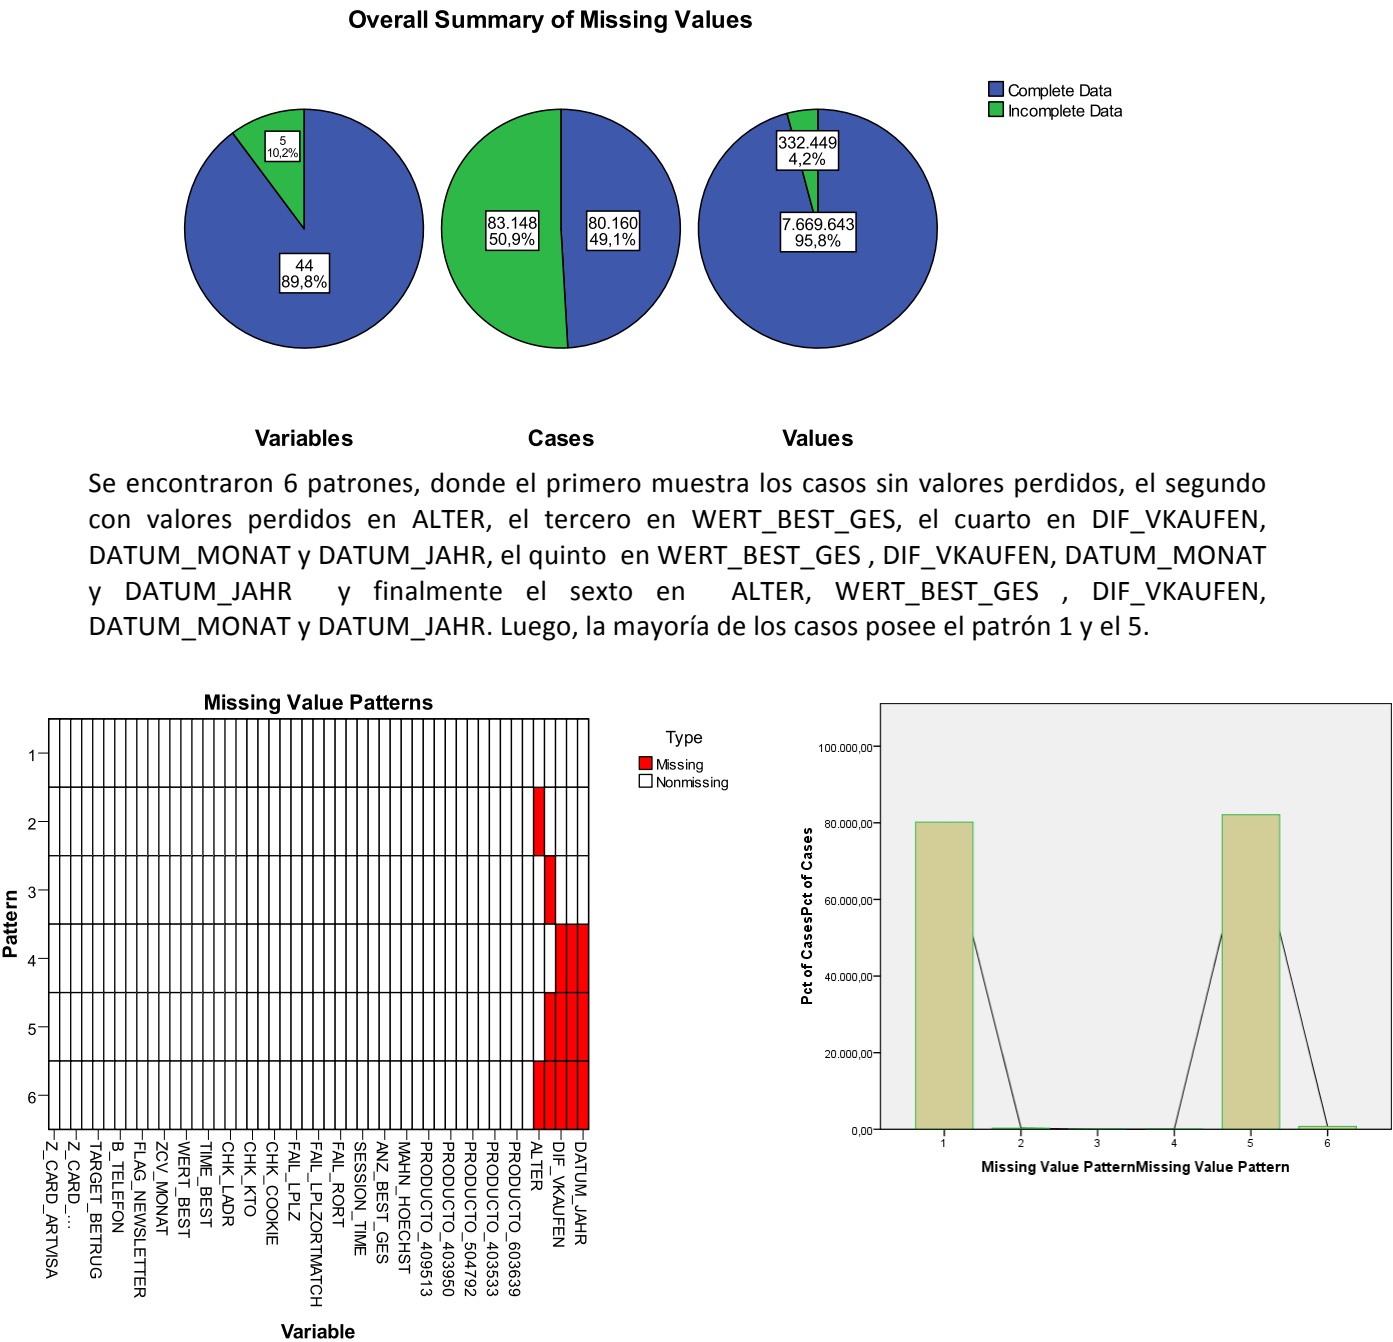 Overall Summary of Missing Values
Complete Data
Incomplete Data
5
10,2%
44
89,8%
83.148
50,9%
80.160
49,1%
332.449
4,2%
7.669.643
95,8%
Variables
Cases
Values
Se encontraron 6 patrones, donde el primero muestra los casos sin valores perdidos, el segundo
con valores perdidos en ALTER, el tercero en WERT_BEST_GES, el cuarto en DIF_VKAUFEN,
DATUM_MONAT y DATUM_JAHR, el quinto en WERT_BEST_GES , DIF_VKAUFEN, DATUM_MONAT
y DATUM_JAHR y finalmente el sexto en ALTER, WERT_BEST_GES , DIF_VKAUFEN,
DATUM_MONAT y DATUM_JAHR. Luego, la mayoría de los casos posee el patrón 1 y el 5.
Missing Value Patterns
Type
Missing
Nonmissing
Pattern
1
2
3
4
5
6
Z_CARD_ARTVISA
Z_CARD_...
TARGET_BETRUG
B_TELEFON
FLAG_NEWSLETTER
ZCV_MONAT
WERT_BEST
TIME_BEST
CHK_LADR
CHK_KTO
CHK_COOKIE
FAIL_LPLZ
FAIL_LPLZORTMATCH
FAIL_RORT
SESSION_TIME
ANZ_BEST_GES
MAHN_HOECHST
PRODUCTO_409513
PRODUCTO_403950
PRODUCTO_504792
PRODUCTO_403533
PRODUCTO_603639
ALTER
DIF_VKAUFEN
DATUM_JAHR
Variable
Pct of CasesPct of Cases
100.000,00
80.000,00
60.000,00
40.000,00
20.000,00
0,00
1
2
3
4
5
6
Missing Value PatternMissing Value Pattern